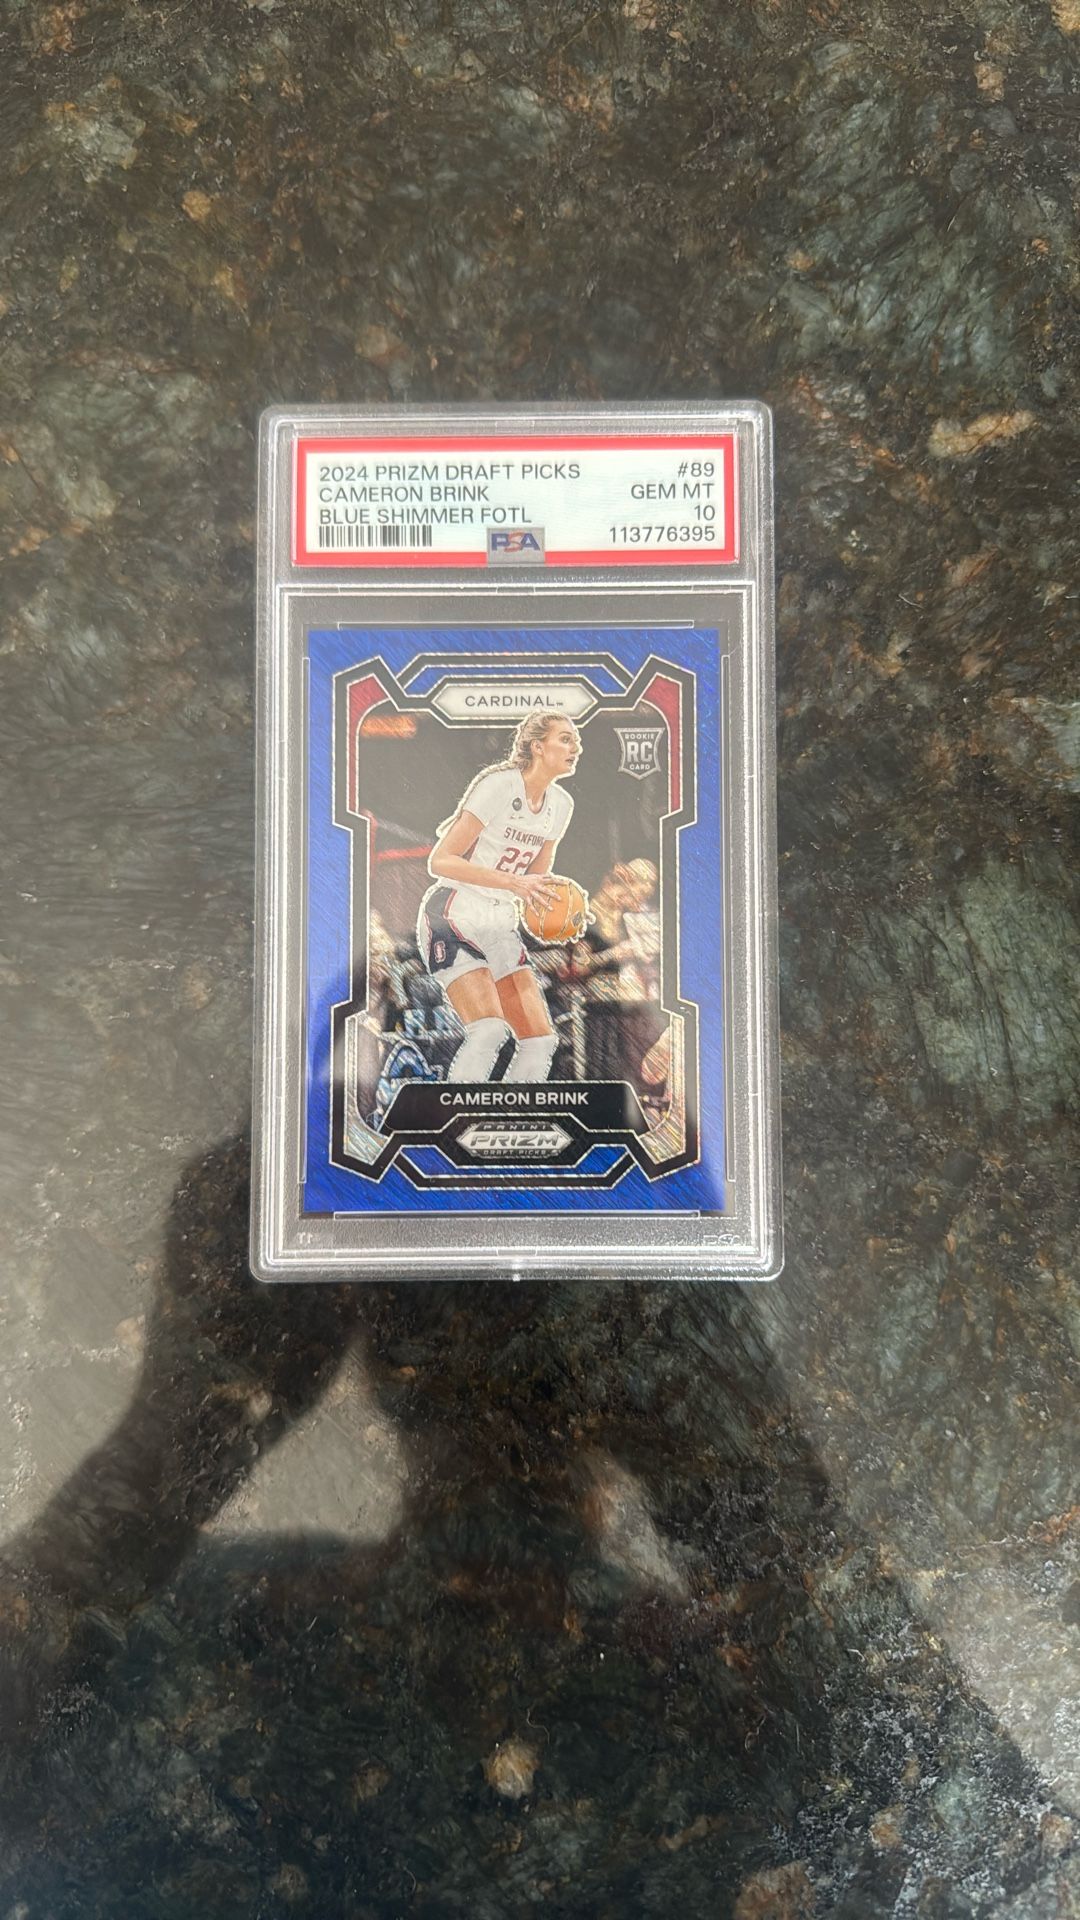 2024 PRIZM DRAFT PICKS #89
CAMERON BRINK GEM MT
BLUE SHIMMER FOTL 10
PSA 113776395
CARDINAL™
ROOKIE
RC
CARD
STANFORD
22
CAMERON BRINK
PANINI
PRIZM
DRAFT PICKS